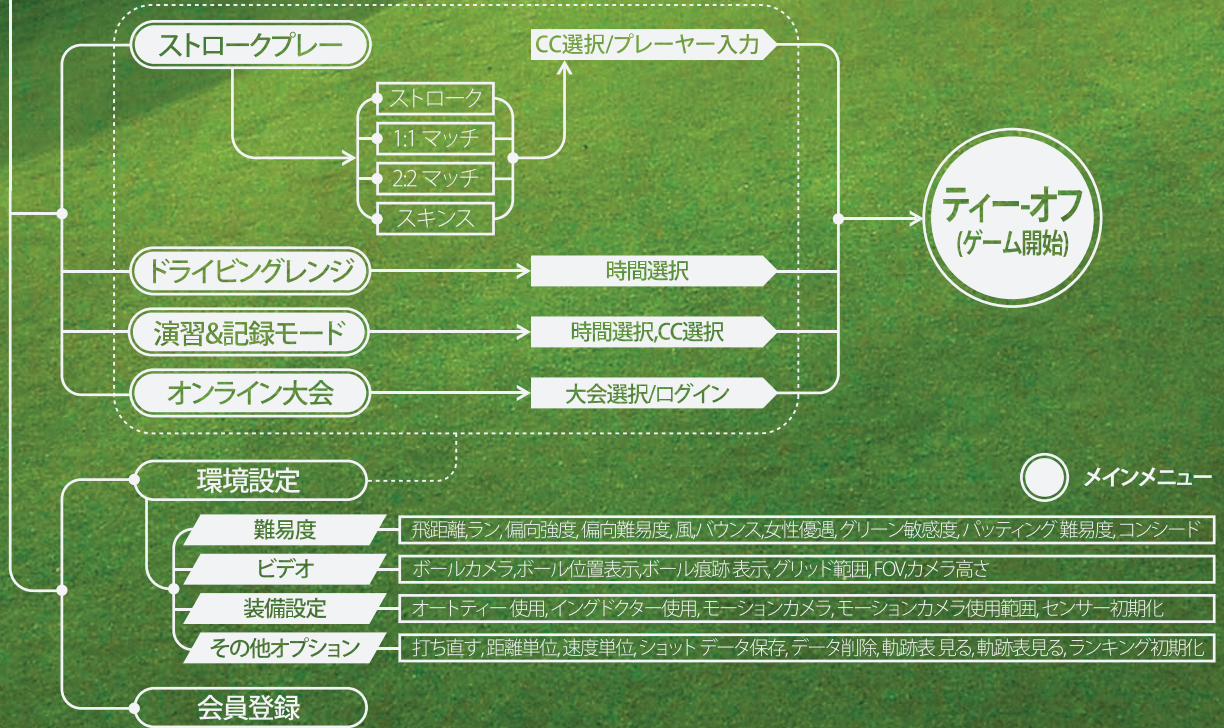 ストロークプレー
CC選択/プレーヤー入力
ストローク
1:1 マッチ
2:2 マッチ
スキンス
ティー-オフ
(ゲーム開始)
ドライビングレンジ
時間選択
演習&記録モード
時間選択,CC選択
オンライン大会
大会選択/ログイン
環境設定
メインメニュー
難易度
飛距離,ラン, 偏向強度, 偏向難易度, 風,バウンス,女性優遇, グリーン敏感度, パッティング 難易度, コンシード
ビデオ
ボールカメラ,ボール位置表示,ボール痕跡 表示,グリッド範囲, FOV,カメラ高さ
装備設定
オートティー 使用, イングドクター使用, モーションカメラ, モーションカメラ使用範囲, センサー初期化
その他オプション
打ち直す, 距離単位, 速度単位, ショット データ保存, データ削除, 軌跡表 見る, 軌跡表見る, ランキング初期化
会員登録